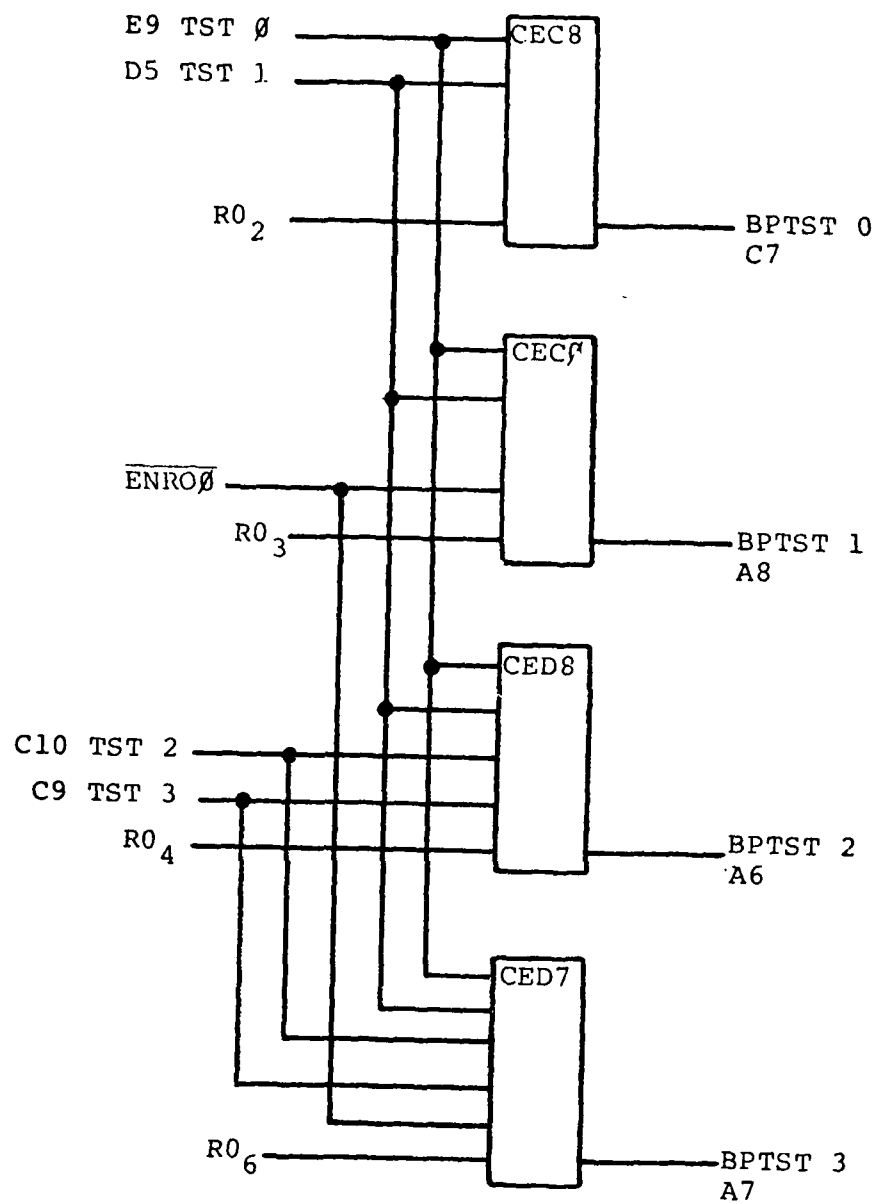 E9 TST Ø
CEC8
D5 TST 1
RO2
BPTST 0
C7
CECØ
ENROØ
RO3
BPTST 1
A8
CED8
C10 TST 2
C9 TST 3
RO4
BPTST 2
A6
CED7
RO6
BPTST 3
A7